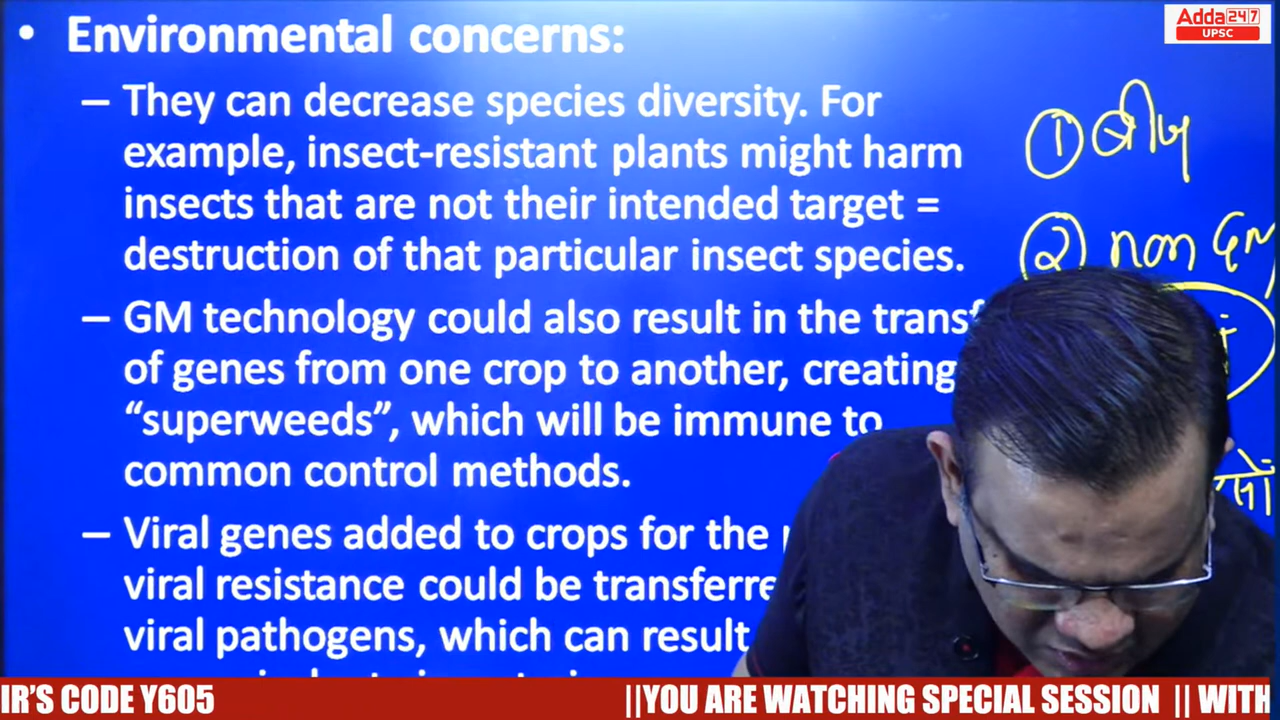 Adda 247
UPSC
• Environmental concerns:
– They can decrease species diversity. For
example, insect-resistant plants might harm
insects that are not their intended target =
destruction of that particular insect species.
– GM technology could also result in the transf
of genes from one crop to another, creating
“superweeds”, which will be immune to
common control methods.
– Viral genes added to crops for the
viral resistance could be transferre
viral pathogens, which can result
① बीज
② non GM
IR'S CODE Y605 ||YOU ARE WATCHING SPECIAL SESSION || WITH